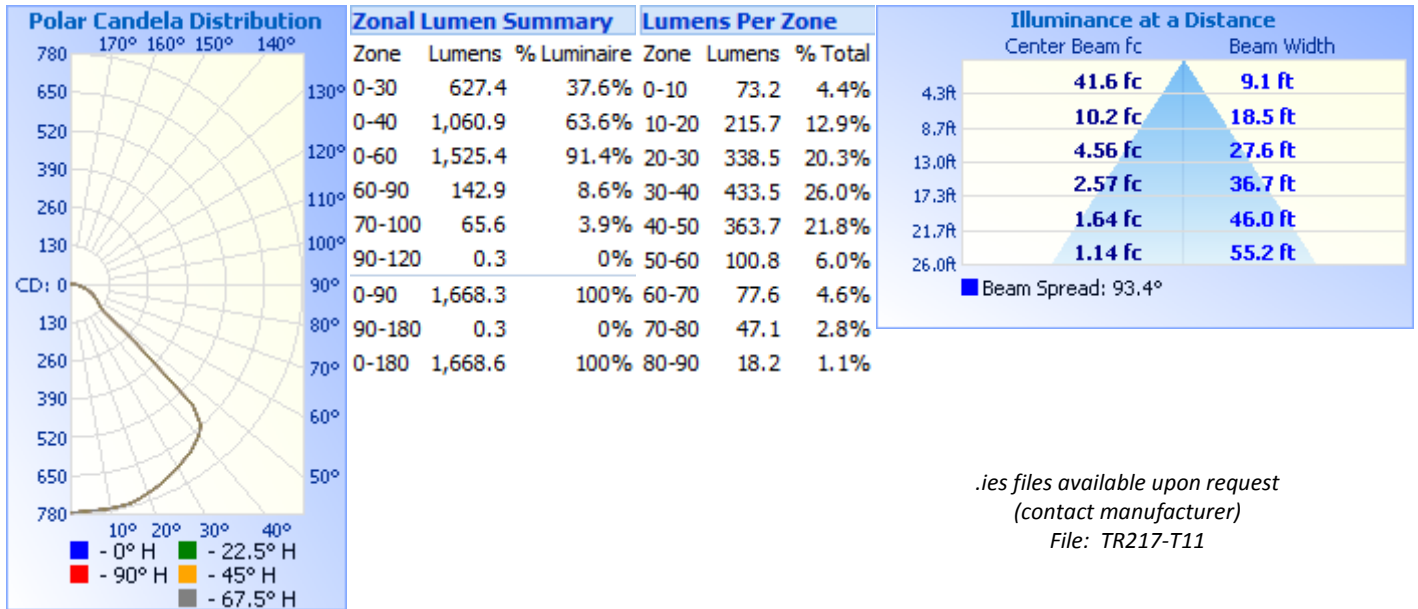 Polar Candela Distribution
170° 160° 150° 140°
780
650
130°
520
120°
390
110°
260
130
100°
CD: 0
90°
130
80°
260
70°
390
60°
520
650
50°
780
10° 20° 30° 40°
- 0° H - 22.5° H
- 90° H - 45° H
- 67.5° H
Zonal Lumen Summary
Zone Lumens % Luminaire
0-30 627.4 37.6%
0-40 1,060.9 63.6%
0-60 1,525.4 91.4%
60-90 142.9 8.6%
70-100 65.6 3.9%
90-120 0.3 0%
0-90 1,668.3 100%
90-180 0.3 0%
0-180 1,668.6 100%
Lumens Per Zone
Zone Lumens % Total
0-10 73.2 4.4%
10-20 215.7 12.9%
20-30 338.5 20.3%
30-40 433.5 26.0%
40-50 363.7 21.8%
50-60 100.8 6.0%
60-70 77.6 4.6%
70-80 47.1 2.8%
80-90 18.2 1.1%
Illuminance at a Distance
Center Beam fc Beam Width
4.3ft 41.6 fc 9.1 ft
8.7ft 10.2 fc 18.5 ft
13.0ft 4.56 fc 27.6 ft
17.3ft 2.57 fc 36.7 ft
21.7ft 1.64 fc 46.0 ft
26.0ft 1.14 fc 55.2 ft
Beam Spread: 93.4°
.ies files available upon request
(contact manufacturer)
File: TR217-T11